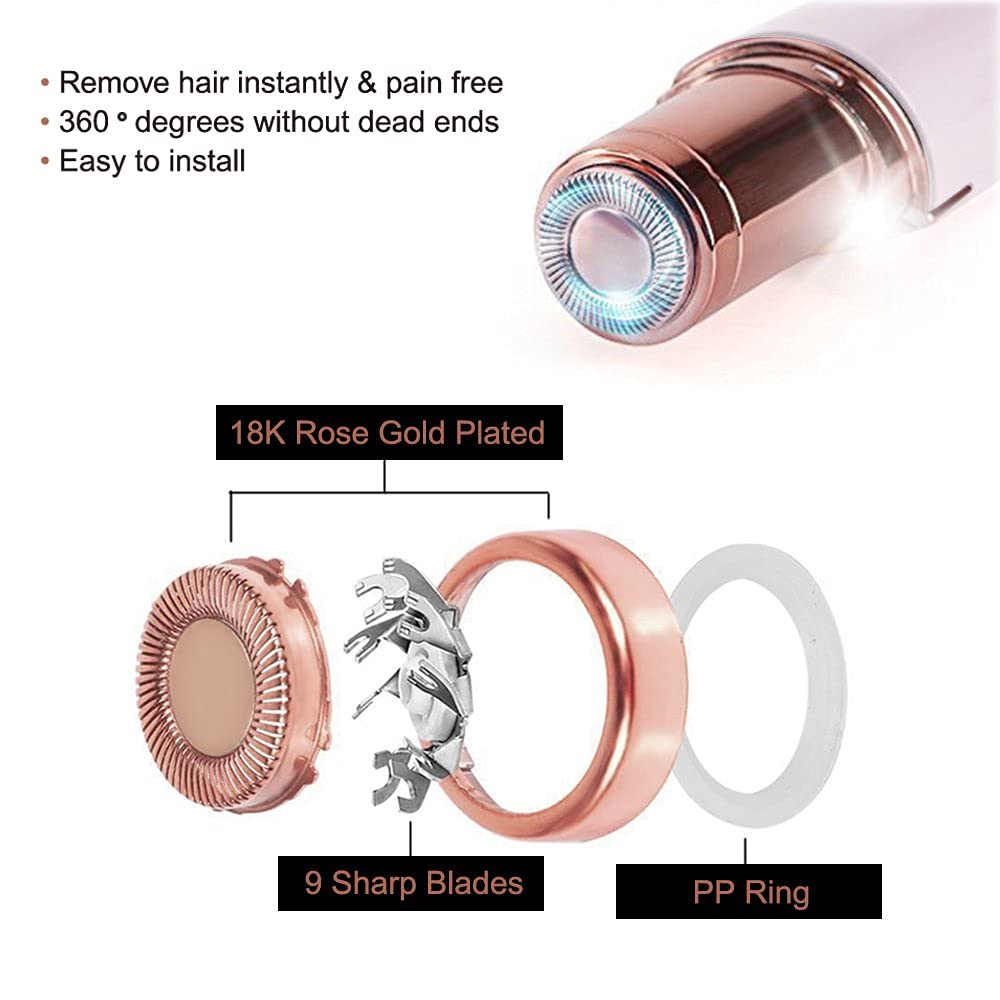 • Remove hair instantly & pain free
• 360 ° degrees without dead ends
• Easy to install
18K Rose Gold Plated
9 Sharp Blades
PP Ring